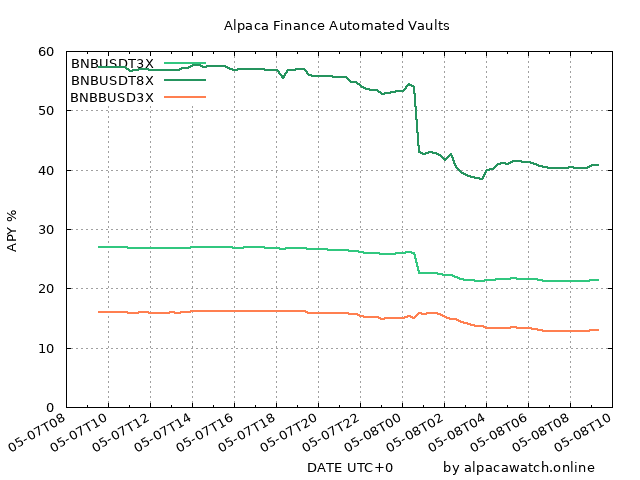 Alpaca Finance Automated Vaults
60
50
40
30
20
10
0
APY %
BNBUSDT3X
BNBUSDT8X
BNBBUSD3X
05-07T08
05-07T10
05-07T12
05-07T14
05-07T16
05-07T18
05-07T20
05-07T22
05-08T00
05-08T02
05-08T04
05-08T06
05-08T08
05-08T10
DATE UTC+0
by alpacawatch.online